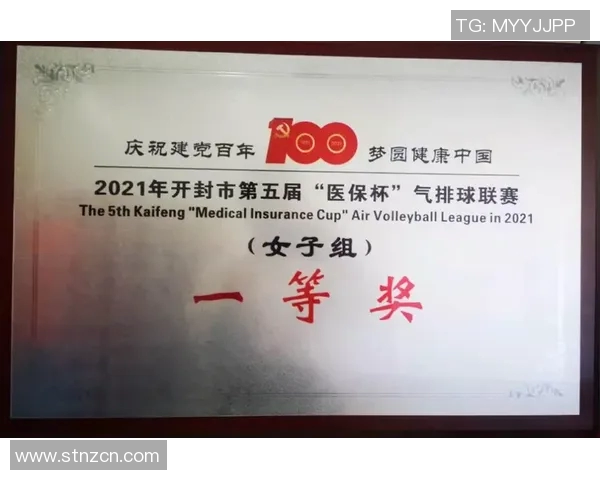 TG: MYYJJPP
庆祝建党百年 100 梦圆健康中国
2021年开封市第五届“医保杯”气排球联赛
The 5th Kaifeng "Medical Insurance Cup" Air Volleyball League in 2021
（女子组）
一等奖
www.stnzcn.com